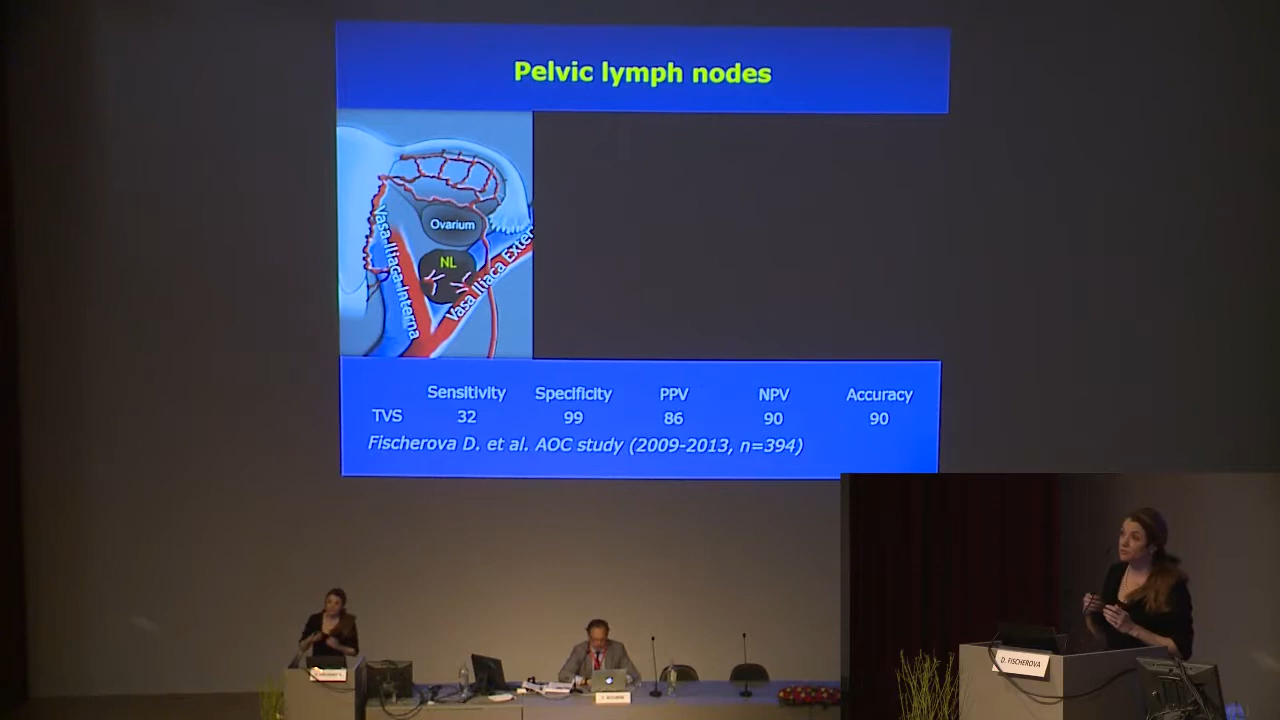 Pelvic lymph nodes
Ovarium
NL
Vasa Iliaca Interna
Vasa Iliaca Exter
Sensitivity Specificity PPV NPV Accuracy
TVS 32 99 86 90 90
Fischerova D. et al. AOC study (2009-2013, n=394)
D. FISCHEROVA